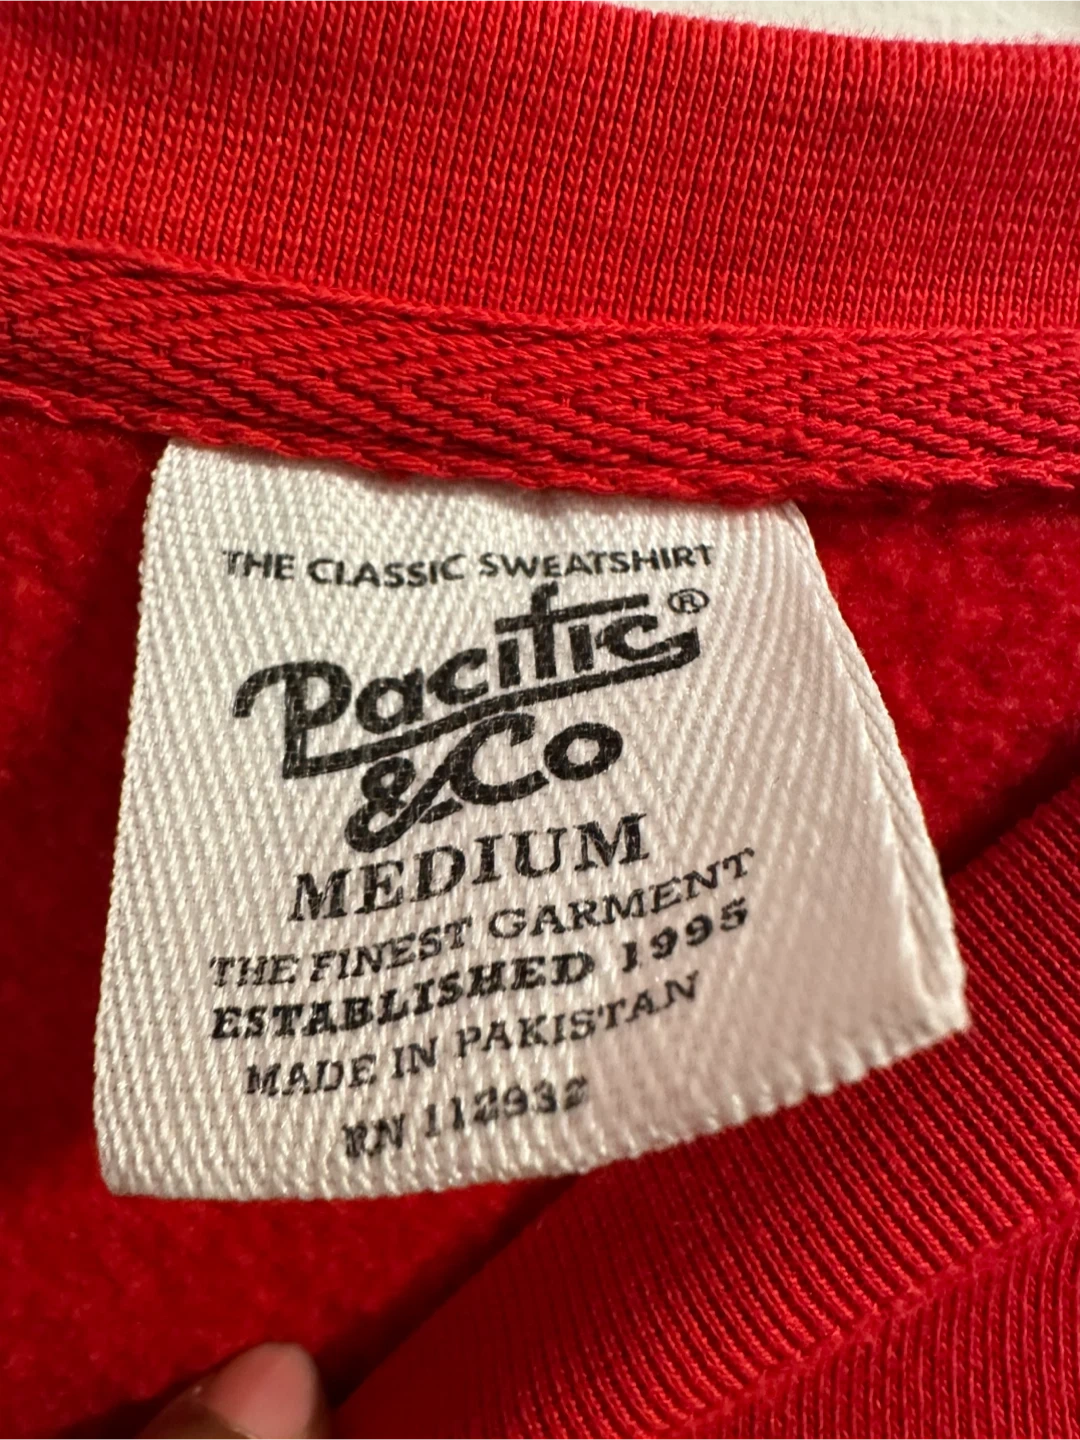 THE CLASSIC SWEATSHIRT
Pacific ®
& Co
MEDIUM
THE FINEST GARMENT
ESTABLISHED 1995
MADE IN PAKISTAN
RN 112932